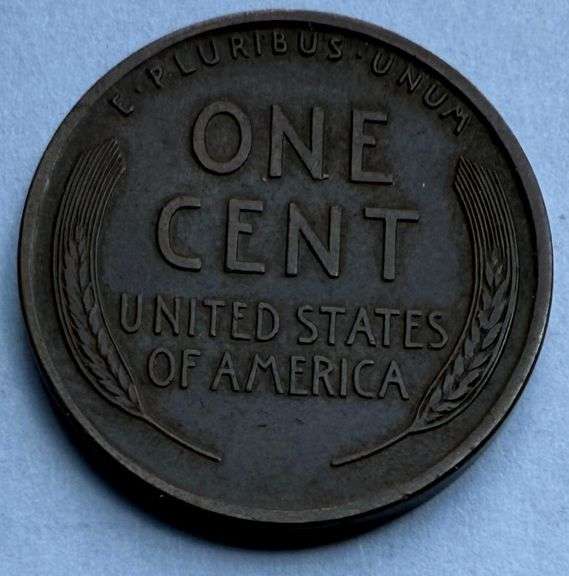 E·PLURIBUS·UNUM
ONE
CENT
UNITED STATES
OF AMERICA